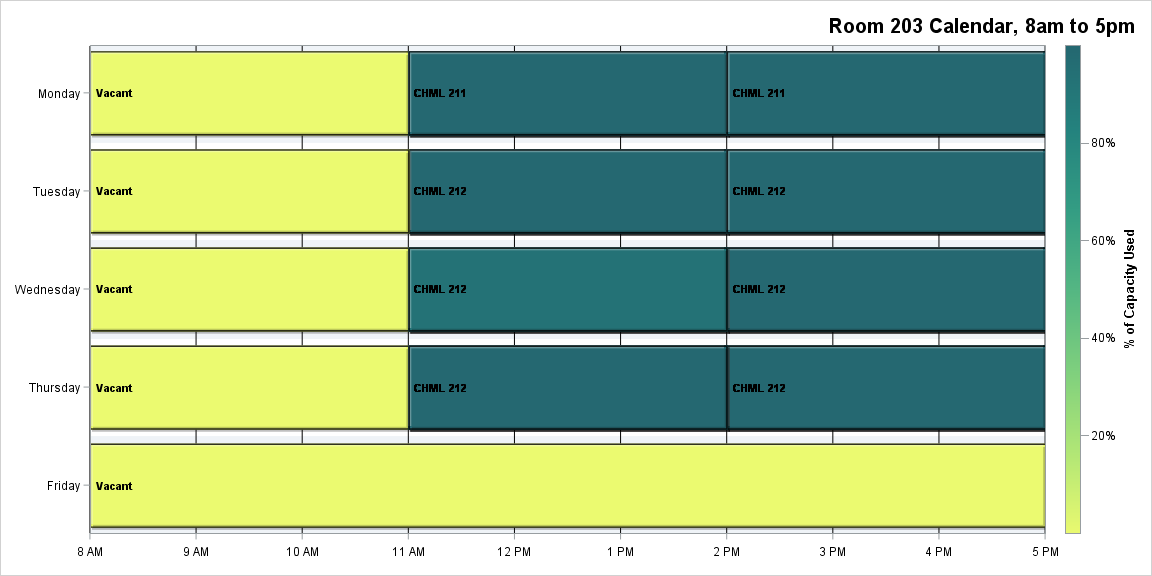 Room 203 Calendar, 8am to 5pm
Monday
Vacant
CHML 211
CHML 211
Tuesday
Vacant
CHML 212
CHML 212
Wednesday
Vacant
CHML 212
CHML 212
Thursday
Vacant
CHML 212
CHML 212
Friday
Vacant
8 AM
9 AM
10 AM
11 AM
12 PM
1 PM
2 PM
3 PM
4 PM
5 PM
80%
60%
40%
20%
% of Capacity Used